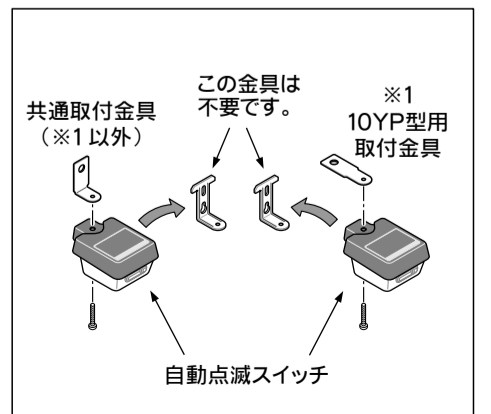 この金具は
不要です。
共通取付金具
（※1以外）
※1
10YP型用
取付金具
自動点滅スイッチ